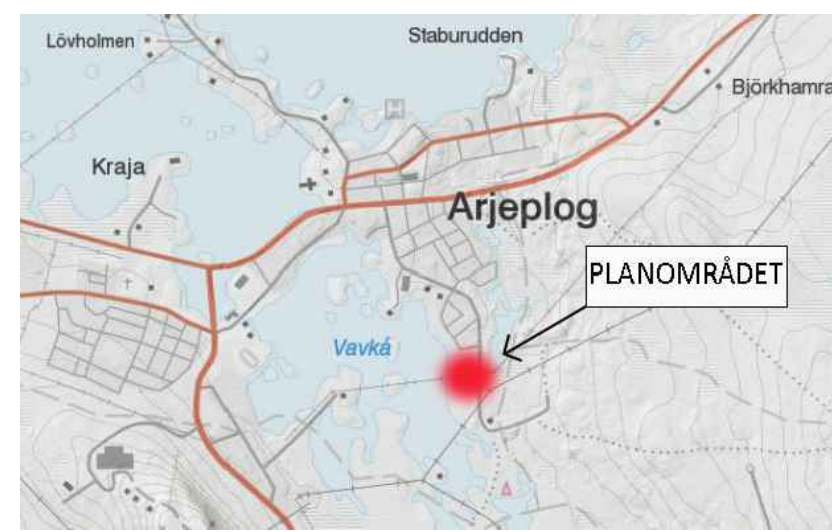 Staburudden
Lövholmen
Björkhamra
Kraja
Arjeplog
PLANOMRÅDET
Vavká